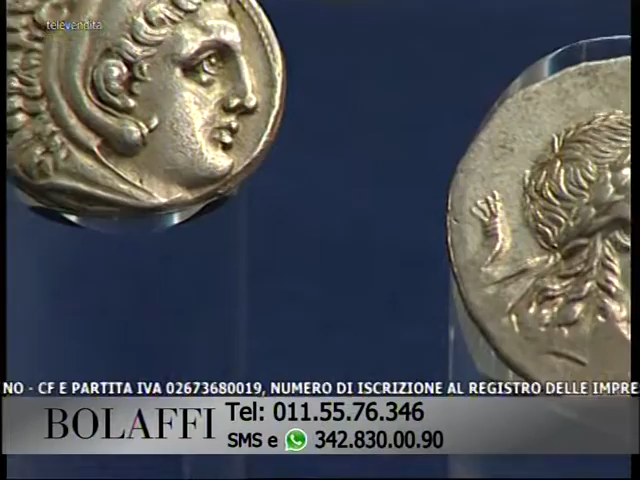 televendita
NO - CF E PARTITA IVA 02673680019, NUMERO DI ISCRIZIONE AL REGISTRO DELLE IMPRE
BOLAFFI
Tel: 011.55.76.346
SMS e 342.830.00.90